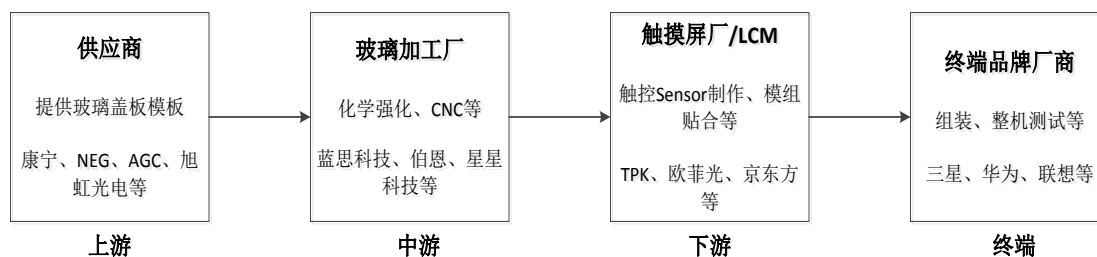 供应商
提供玻璃盖板模板
康宁、NEG、AGC、旭
虹光电等
上游
玻璃加工厂
化学强化、CNC等
蓝思科技、伯恩、星星
科技等
中游
触摸屏厂/LCM
触控Sensor制作、模组
贴合等
TPK、欧菲光、京东方
等
下游
终端品牌厂商
组装、整机测试等
三星、华为、联想等
终端